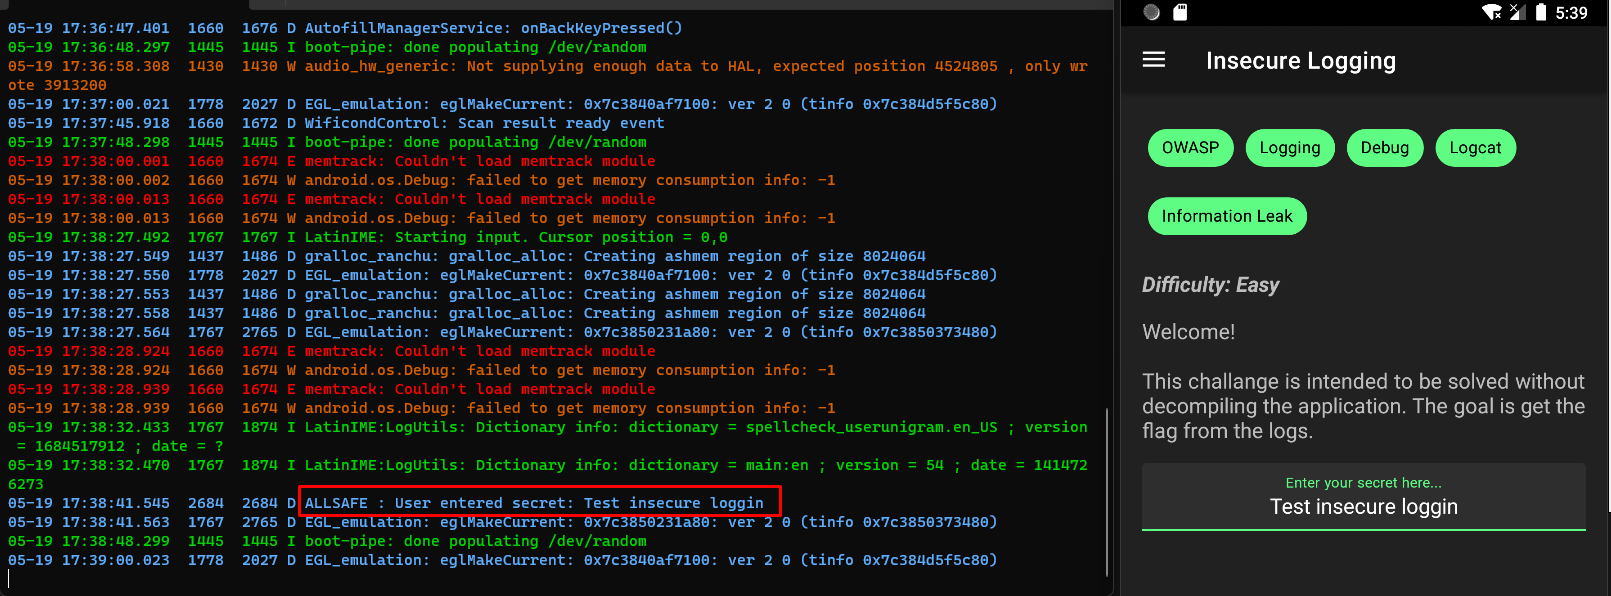 05-19 17:36:47.401  1660  1676 D AutofillManagerService: onBackKeyPressed()
05-19 17:36:48.297  1445  1445 I boot-pipe: done populating /dev/random
05-19 17:36:58.308  1430  1430 W audio_hw_generic: Not supplying enough data to HAL, expected position 4524805 , only wr
ote 3913200
05-19 17:37:00.021  1778  2027 D EGL_emulation: eglMakeCurrent: 0x7c3840af7100: ver 2 0 (tinfo 0x7c384d5f5c80)
05-19 17:37:45.918  1660  1672 D WificondControl: Scan result ready event
05-19 17:37:48.298  1445  1445 I boot-pipe: done populating /dev/random
05-19 17:38:00.001  1660  1674 E memtrack: Couldn't load memtrack module
05-19 17:38:00.002  1660  1674 W android.os.Debug: failed to get memory consumption info: -1
05-19 17:38:00.013  1660  1674 E memtrack: Couldn't load memtrack module
05-19 17:38:00.013  1660  1674 W android.os.Debug: failed to get memory consumption info: -1
05-19 17:38:27.492  1767  1767 I LatinIME: Starting input. Cursor position = 0,0
05-19 17:38:27.549  1437  1486 D gralloc_ranchu: gralloc_alloc: Creating ashmem region of size 8024064
05-19 17:38:27.550  1778  2027 D EGL_emulation: eglMakeCurrent: 0x7c3840af7100: ver 2 0 (tinfo 0x7c384d5f5c80)
05-19 17:38:27.553  1437  1486 D gralloc_ranchu: gralloc_alloc: Creating ashmem region of size 8024064
05-19 17:38:27.558  1437  1486 D gralloc_ranchu: gralloc_alloc: Creating ashmem region of size 8024064
05-19 17:38:27.564  1767  2765 D EGL_emulation: eglMakeCurrent: 0x7c3850231a80: ver 2 0 (tinfo 0x7c3850373480)
05-19 17:38:28.924  1660  1674 E memtrack: Couldn't load memtrack module
05-19 17:38:28.924  1660  1674 W android.os.Debug: failed to get memory consumption info: -1
05-19 17:38:28.939  1660  1674 E memtrack: Couldn't load memtrack module
05-19 17:38:28.939  1660  1674 W android.os.Debug: failed to get memory consumption info: -1
05-19 17:38:32.433  1767  1874 I LatinIME:LogUtils: Dictionary info: dictionary = spellcheck_userunigram.en_US ; version
 = 1684517912 ; date = ?
05-19 17:38:32.470  1767  1874 I LatinIME:LogUtils: Dictionary info: dictionary = main:en ; version = 54 ; date = 141472
6273
05-19 17:38:41.545  2684  2684 D ALLSAFE : User entered secret: Test insecure loggin
05-19 17:38:41.563  1767  2765 D EGL_emulation: eglMakeCurrent: 0x7c3850231a80: ver 2 0 (tinfo 0x7c3850373480)
05-19 17:38:48.299  1445  1445 I boot-pipe: done populating /dev/random
05-19 17:39:00.023  1778  2027 D EGL_emulation: eglMakeCurrent: 0x7c3840af7100: ver 2 0 (tinfo 0x7c384d5f5c80)
5:39
Insecure Logging
OWASP Logging Debug Logcat
Information Leak
Difficulty: Easy
Welcome!
This challange is intended to be solved without
decompiling the application. The goal is get the
flag from the logs.
Enter your secret here...
Test insecure loggin